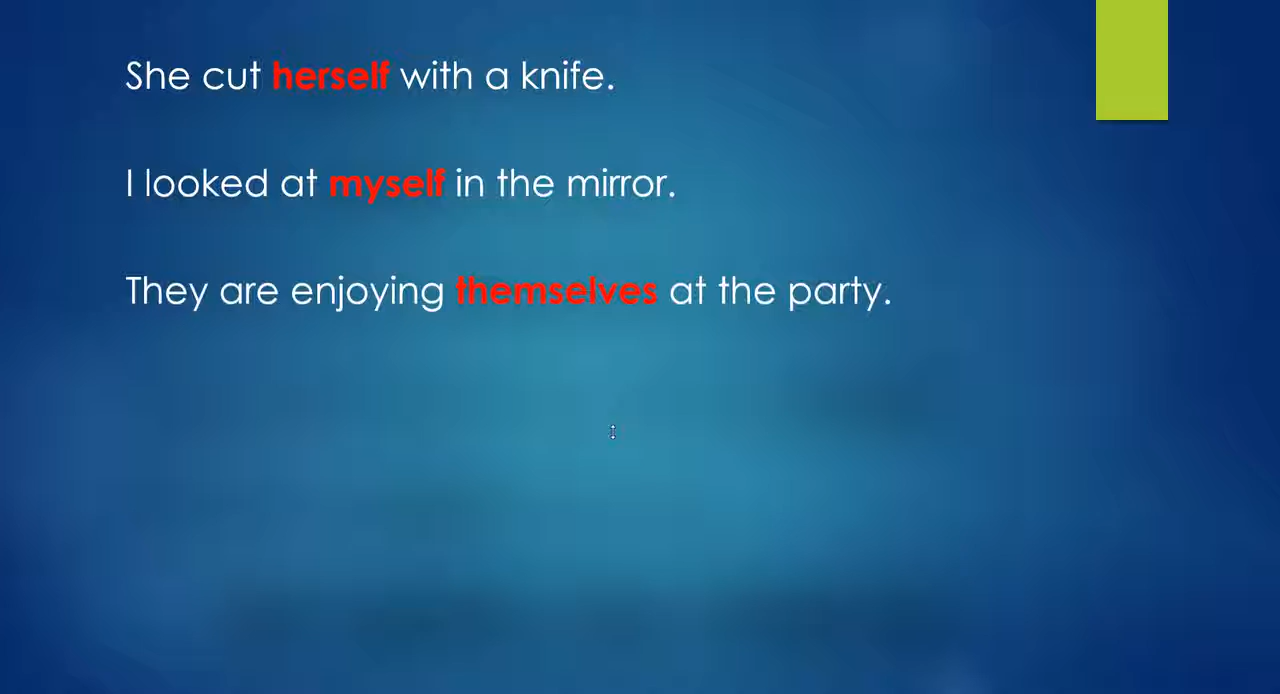 She cut herself with a knife.
I looked at myself in the mirror.
They are enjoying themselves at the party.